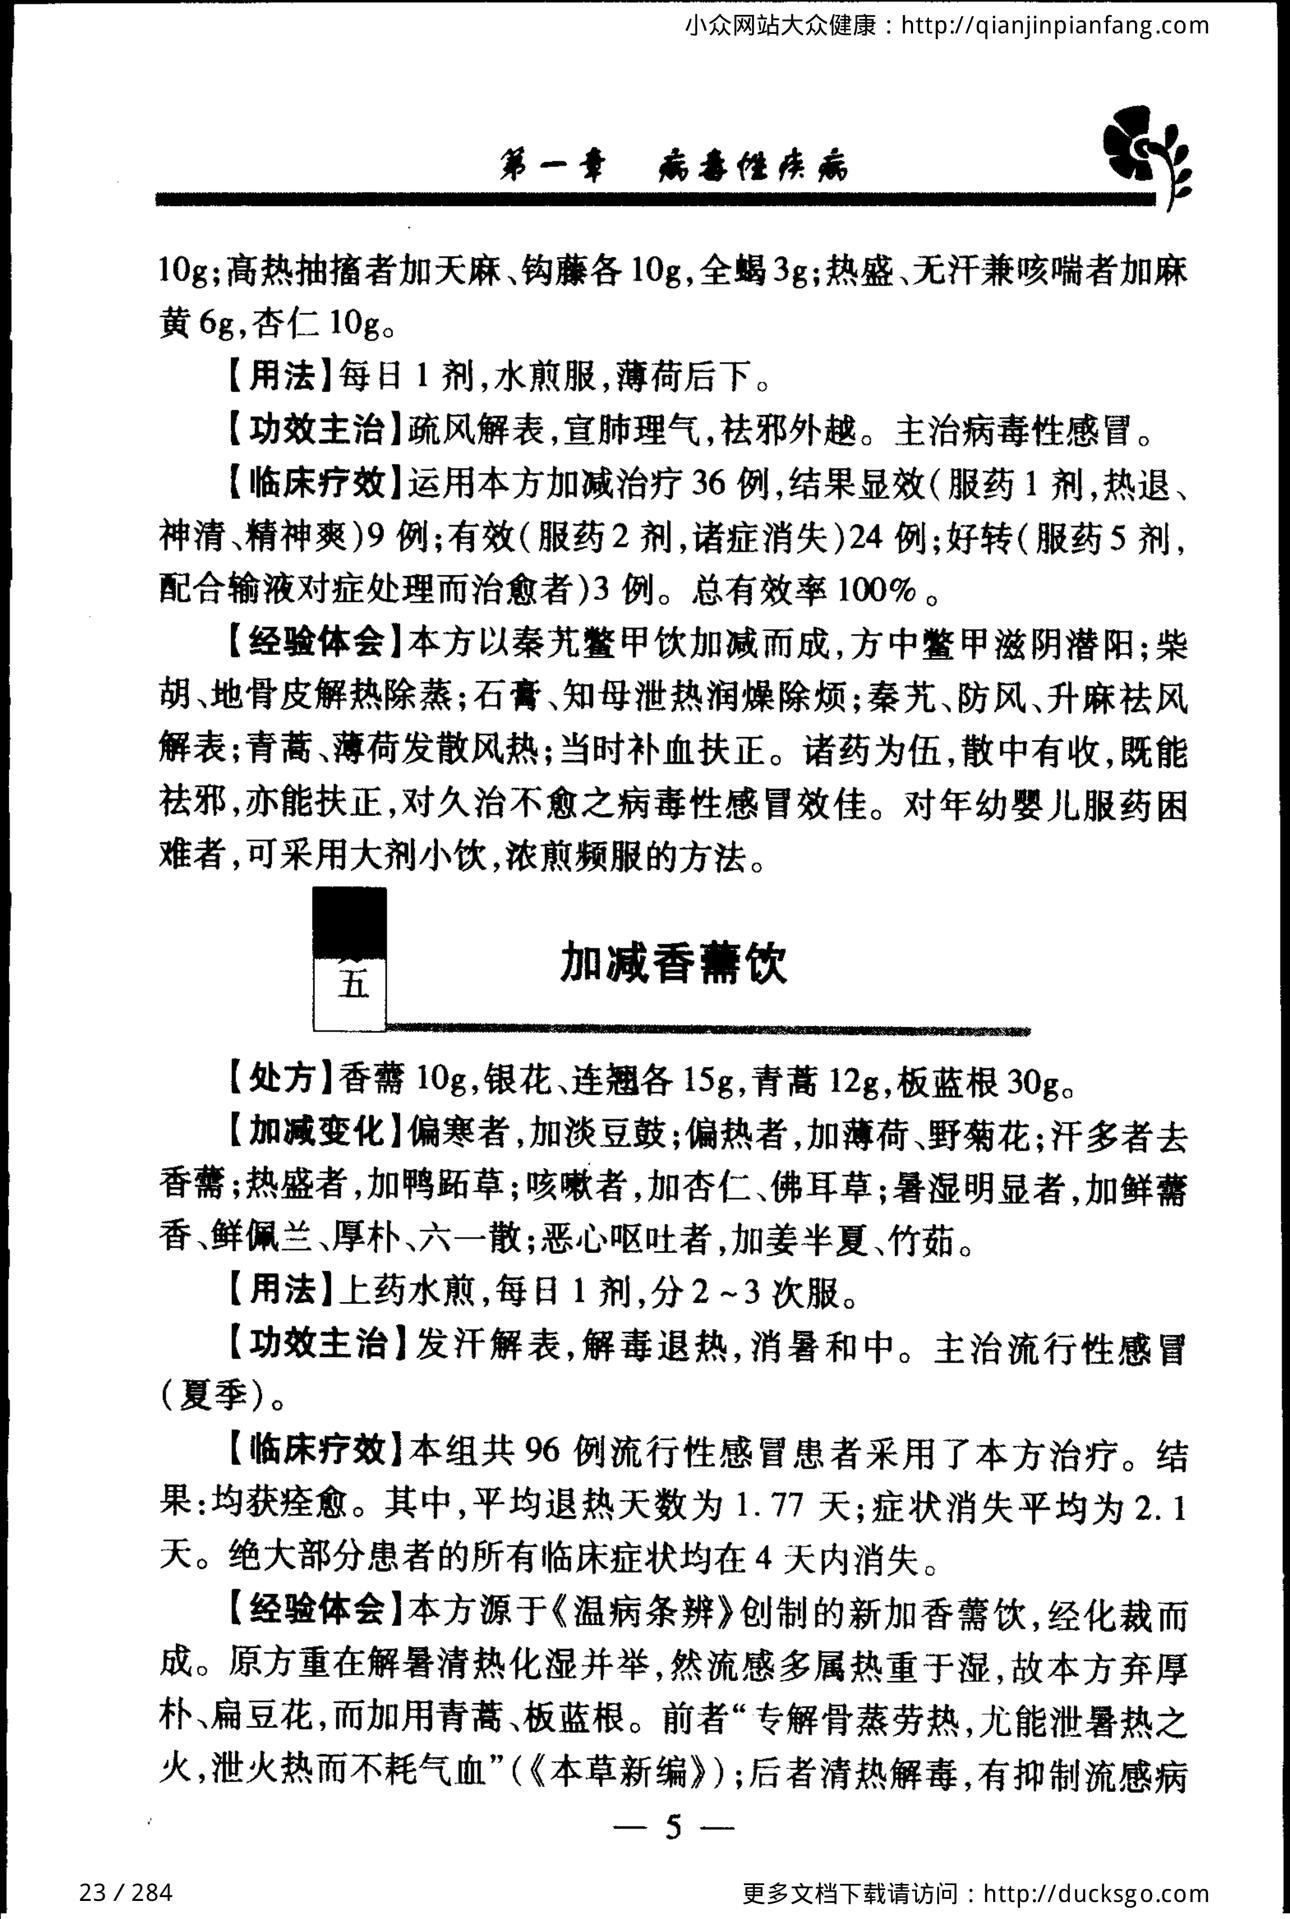 小众网站大众健康：http://qianjinpianfang.com
第一章 病毒性疾病
10g;高热抽搐者加天麻、钩藤各10g,全蝎3g;热盛、无汗兼咳喘者加麻
黄6g,杏仁10g。
【用法】每日1剂,水煎服,薄荷后下。
【功效主治】疏风解表,宣肺理气,祛邪外越。主治病毒性感冒。
【临床疗效】运用本方加减治疗36例,结果显效(服药1剂,热退、
神清、精神爽)9例;有效(服药2剂,诸症消失)24例;好转(服药5剂,
配合输液对症处理而治愈者)3例。总有效率100%。
【经验体会】本方以秦艽鳖甲饮加减而成,方中鳖甲滋阴潜阳;柴
胡、地骨皮解热除蒸;石膏、知母泄热润燥除烦;秦艽、防风、升麻祛风
解表;青蒿、薄荷发散风热;当时补血扶正。诸药为伍,散中有收,既能
祛邪,亦能扶正,对久治不愈之病毒性感冒效佳。对年幼婴儿服药困
难者,可采用大剂小饮,浓煎频服的方法。
五
加减香薷饮
【处方】香薷10g,银花、连翘各15g,青蒿12g,板蓝根30g。
【加减变化】偏寒者,加淡豆鼓;偏热者,加薄荷、野菊花;汗多者去
香薷;热盛者,加鸭跖草;咳嗽者,加杏仁、佛耳草;暑湿明显者,加鲜薷
香、鲜佩兰、厚朴、六一散;恶心呕吐者,加姜半夏、竹茹。
【用法】上药水煎,每日1剂,分2~3次服。
【功效主治】发汗解表,解毒退热,消暑和中。主治流行性感冒
(夏季)。
【临床疗效】本组共96例流行性感冒患者采用了本方治疗。结
果:均获痊愈。其中,平均退热天数为1.77天;症状消失平均为2.1
天。绝大部分患者的所有临床症状均在4天内消失。
【经验体会】本方源于《温病条辨》创制的新加香薷饮,经化裁而
成。原方重在解暑清热化湿并举,然流感多属热重于湿,故本方弃厚
朴、扁豆花,而加用青蒿、板蓝根。前者“专解骨蒸劳热,尤能泄暑热之
火,泄火热而不耗气血”(《本草新编》);后者清热解毒,有抑制流感病
— 5 —
23 / 284
更多文档下载请访问：http://ducksgo.com